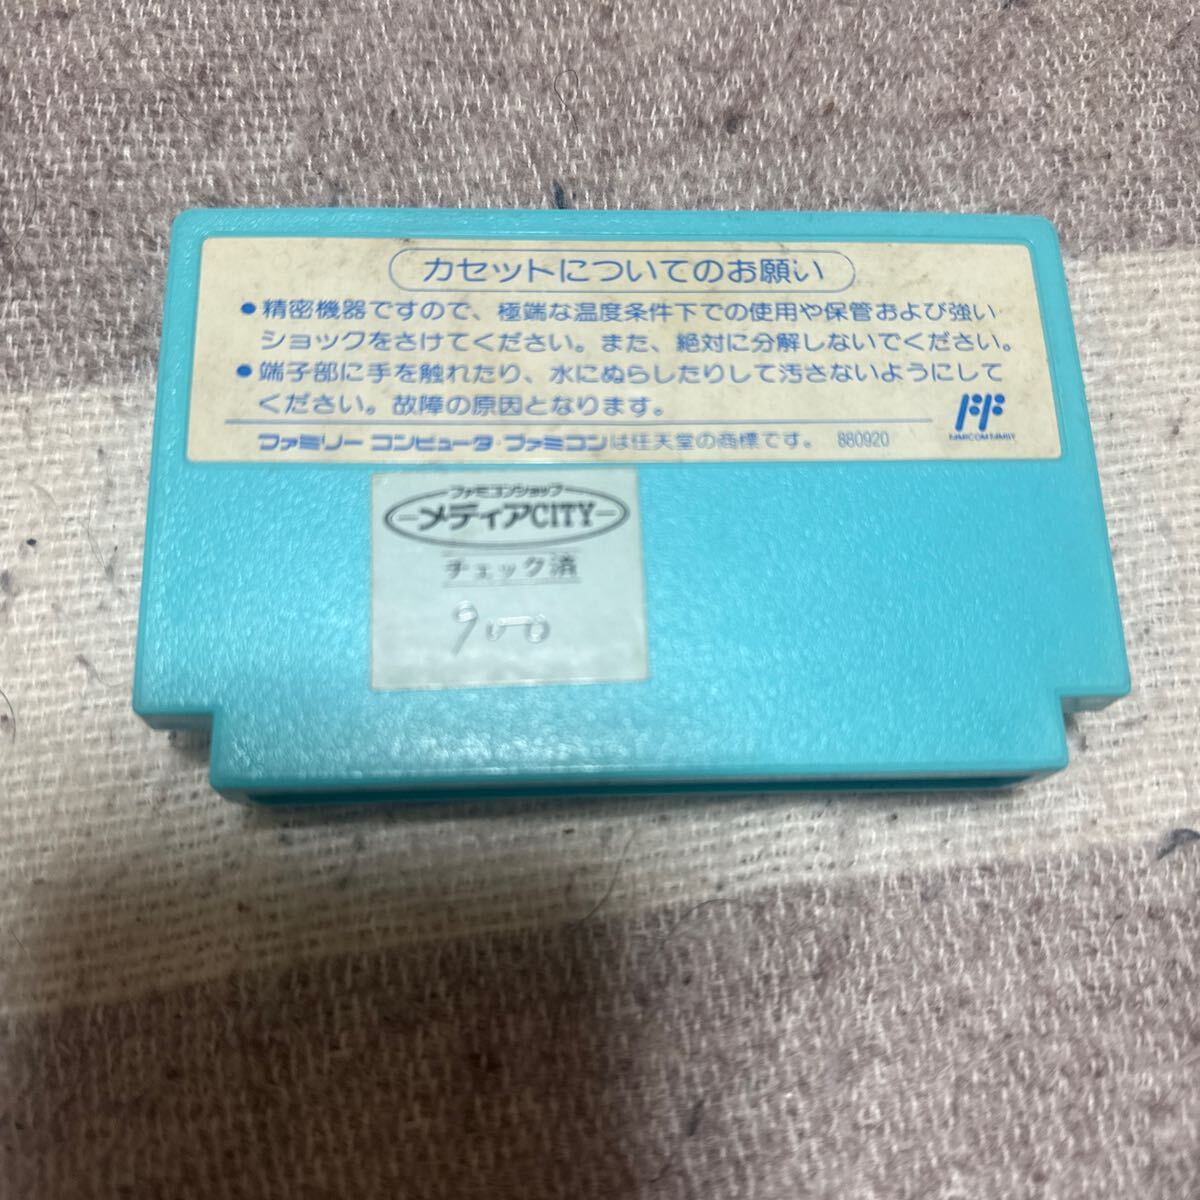 カセットについてのお願い
●精密機器ですので、極端な温度条件下での使用や保管および強い
ショックをさけてください。また、絶対に分解しないでください。
●端子部に手を触れたり、水にぬらしたりして汚さないようにして
ください。故障の原因となります。
FF
FAMICOM FAMILY
ファミリーコンピュータ・ファミコンは任天堂の商標です。 880920
ファミコンショップ
メディアCITY
チェック済
900